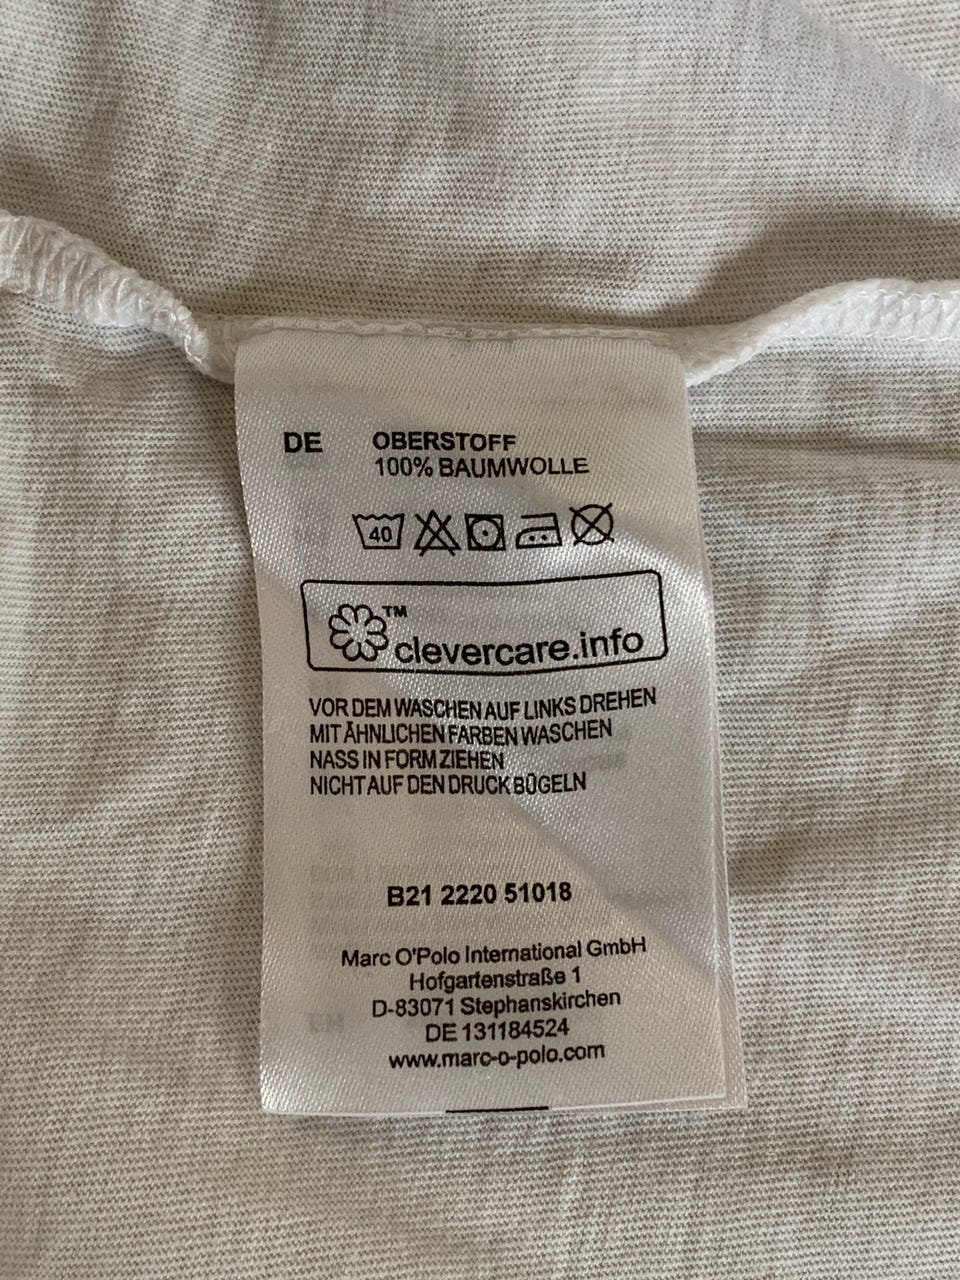 DE OBERSTOFF
100% BAUMWOLLE
40
™
clevercare.info
VOR DEM WASCHEN AUF LINKS DREHEN
MIT ÄHNLICHEN FARBEN WASCHEN
NASS IN FORM ZIEHEN
NICHT AUF DEN DRUCK BÜGELN
B21 2220 51018
Marc O'Polo International GmbH
Hofgartenstraße 1
D-83071 Stephanskirchen
DE 131184524
www.marc-o-polo.com